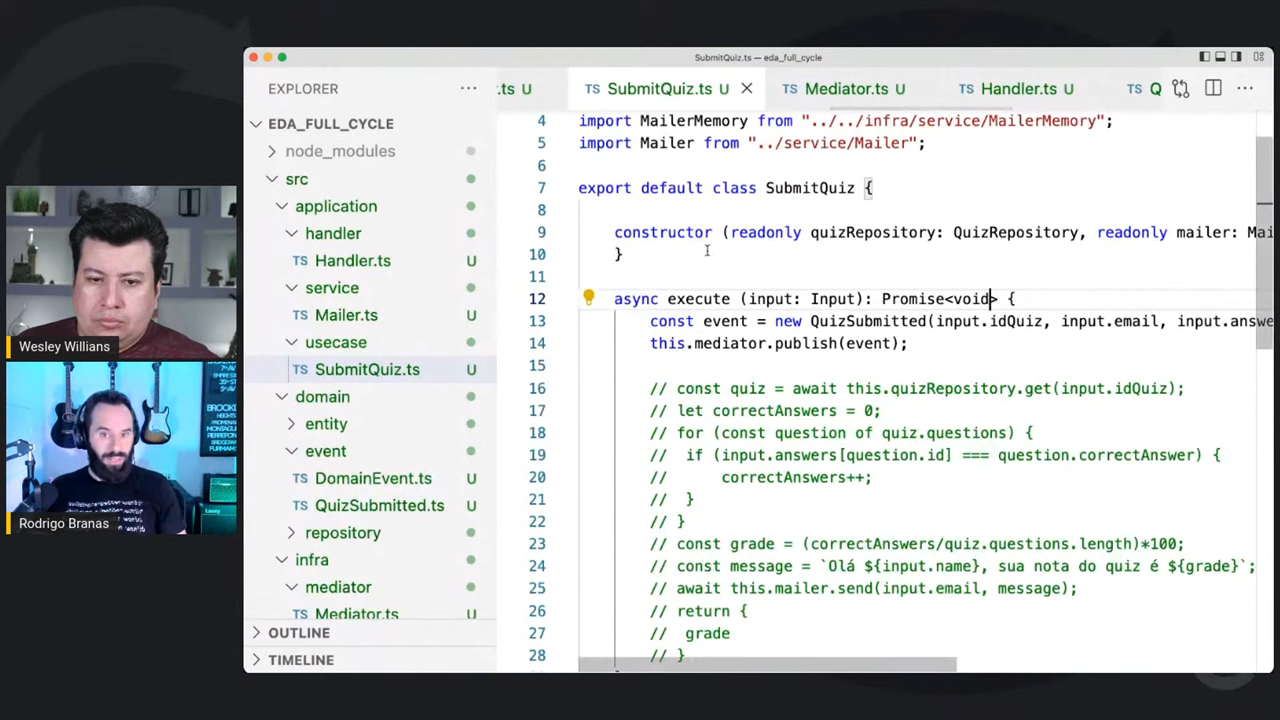 SubmitQuiz.ts — eda_full_cycle
EXPLORER
EDA_FULL_CYCLE
node_modules
src
application
handler
TS Handler.ts U
service
TS Mailer.ts U
usecase
TS SubmitQuiz.ts U
domain
entity
event
TS DomainEvent.ts U
TS QuizSubmitted.ts U
repository
infra
mediator
TS Mediator.ts U
OUTLINE
TIMELINE
.ts U
TS SubmitQuiz.ts U
TS Mediator.ts U
TS Handler.ts U
TS Q
4 import MailerMemory from "../../infra/service/MailerMemory";
5 import Mailer from "../service/Mailer";
6
7 export default class SubmitQuiz {
8
9 constructor (readonly quizRepository: QuizRepository, readonly mailer: Mai
10 }
11
12 async execute (input: Input): Promise<void> {
13 const event = new QuizSubmitted(input.idQuiz, input.email, input.answe
14 this.mediator.publish(event);
15
16 // const quiz = await this.quizRepository.get(input.idQuiz);
17 // let correctAnswers = 0;
18 // for (const question of quiz.questions) {
19 // if (input.answers[question.id] === question.correctAnswer) {
20 // correctAnswers++;
21 // }
22 // }
23 // const grade = (correctAnswers/quiz.questions.length)*100;
24 // const message = `Olá ${input.name}, sua nota do quiz é ${grade}`;
25 // await this.mailer.send(input.email, message);
26 // return {
27 // grade
28 // }
Wesley Willians
Rodrigo Branas